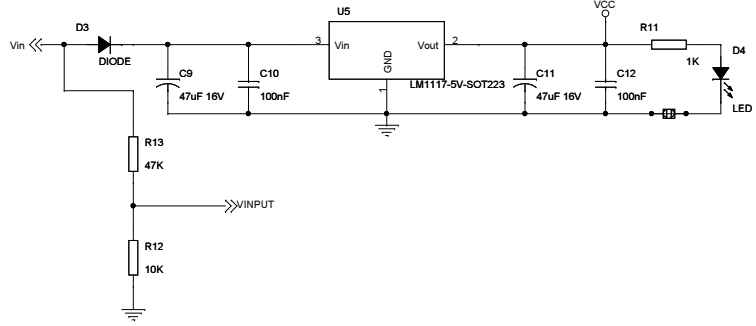 VCC
D3
U5
R11
Vin
3
Vin
Vout
2
D4
DIODE
GND
1K
C9
C10
C11
C12
47uF 16V
100nF
1
LM1117-5V-SOT223
47uF 16V
100nF
LED
R13
47K
VINPUT
R12
10K